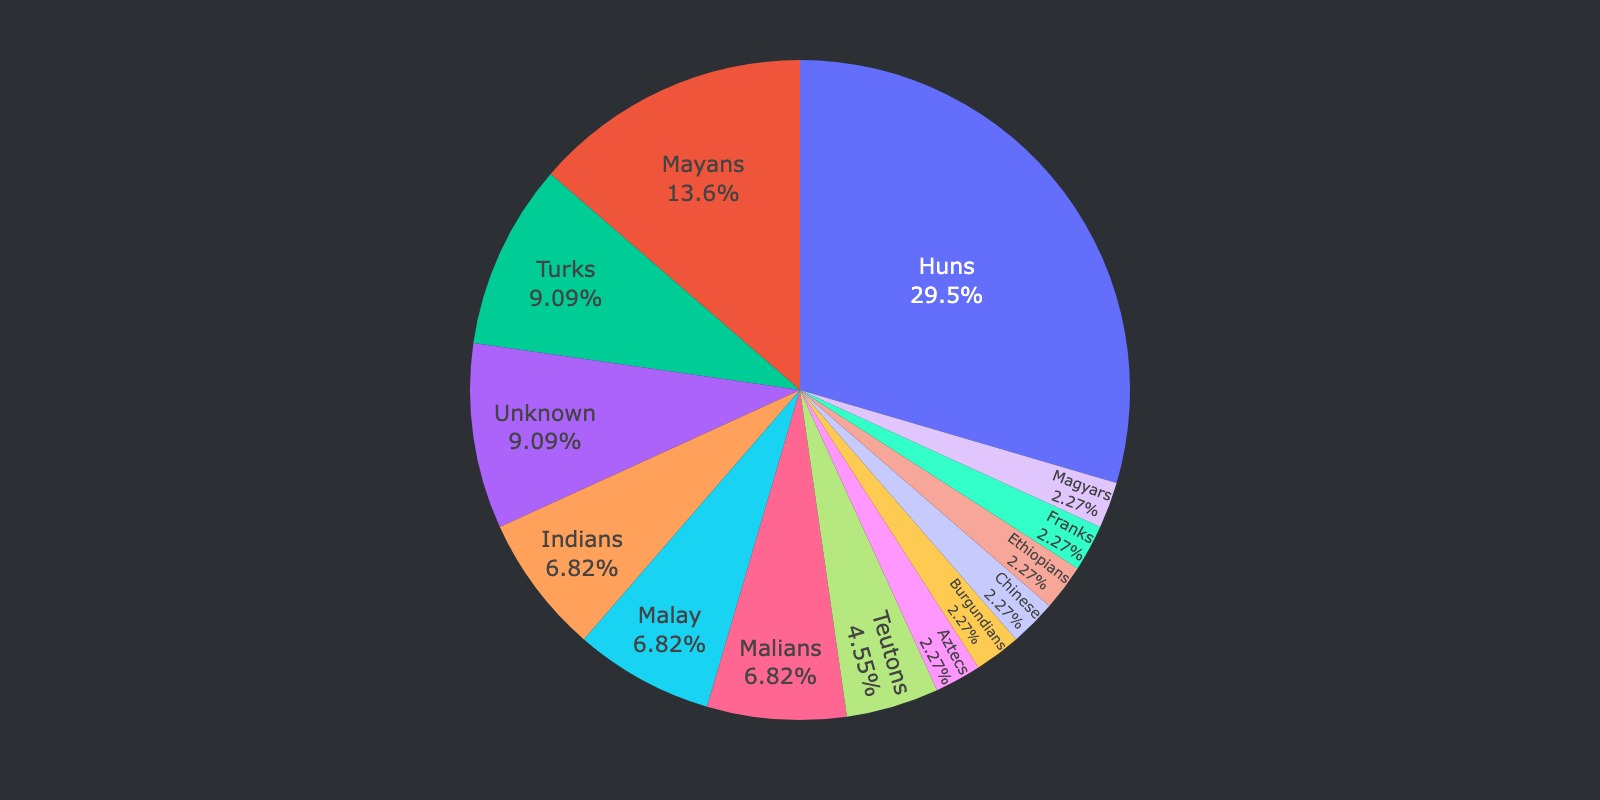 Mayans
13.6%
Huns
29.5%
Turks
9.09%
Unknown
9.09%
Indians
6.82%
Malay
6.82%
Malians
6.82%
Teutons
4.55%
Aztecs
2.27%
Burgundians
2.27%
Chinese
2.27%
Ethiopians
2.27%
Franks
2.27%
Magyars
2.27%